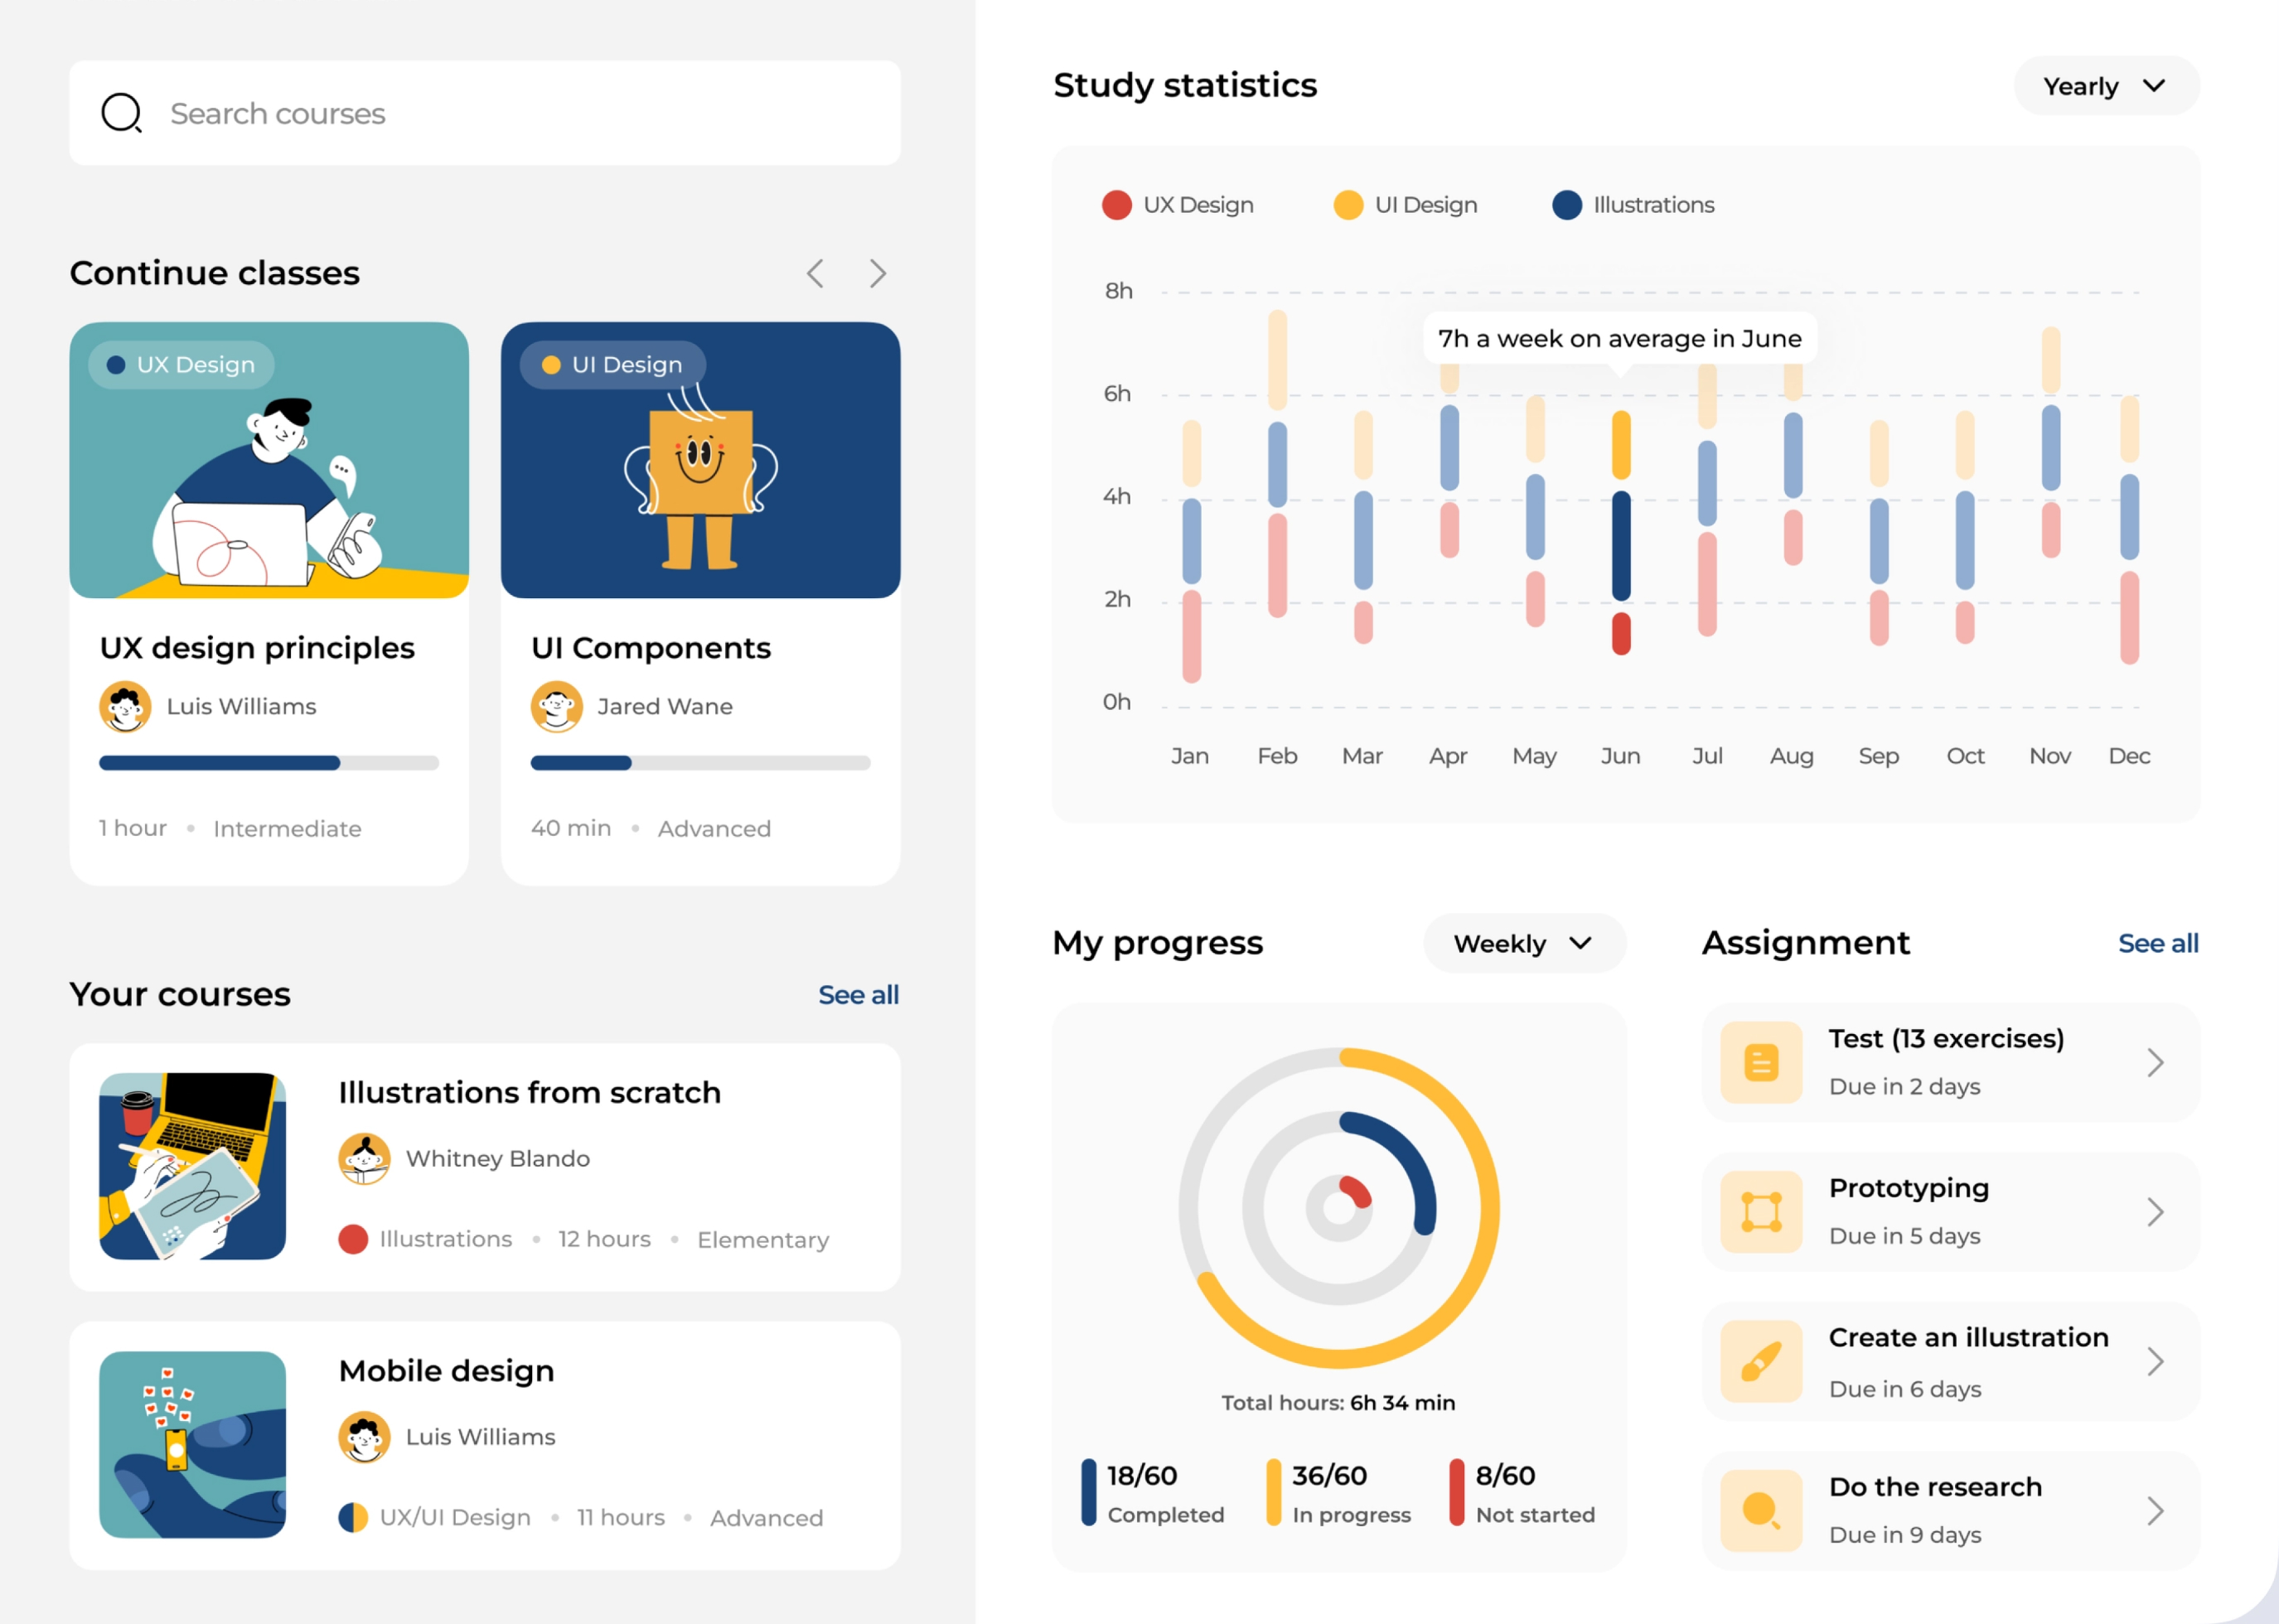 Search courses
Continue classes
UX Design
UI Design
UX design principles
Luis Williams
1 hour • Intermediate
UI Components
Jared Wane
40 min • Advanced
Your courses
See all
Illustrations from scratch
Whitney Blando
Illustrations • 12 hours • Elementary
Mobile design
Luis Williams
UX/UI Design • 11 hours • Advanced
Study statistics
Yearly
UX Design
UI Design
Illustrations
8h
7h a week on average in June
6h
4h
2h
0h
Jan Feb Mar Apr May Jun Jul Aug Sep Oct Nov Dec
My progress
Weekly
Total hours: 6h 34 min
18/60
Completed
36/60
In progress
8/60
Not started
Assignment
See all
Test (13 exercises)
Due in 2 days
Prototyping
Due in 5 days
Create an illustration
Due in 6 days
Do the research
Due in 9 days